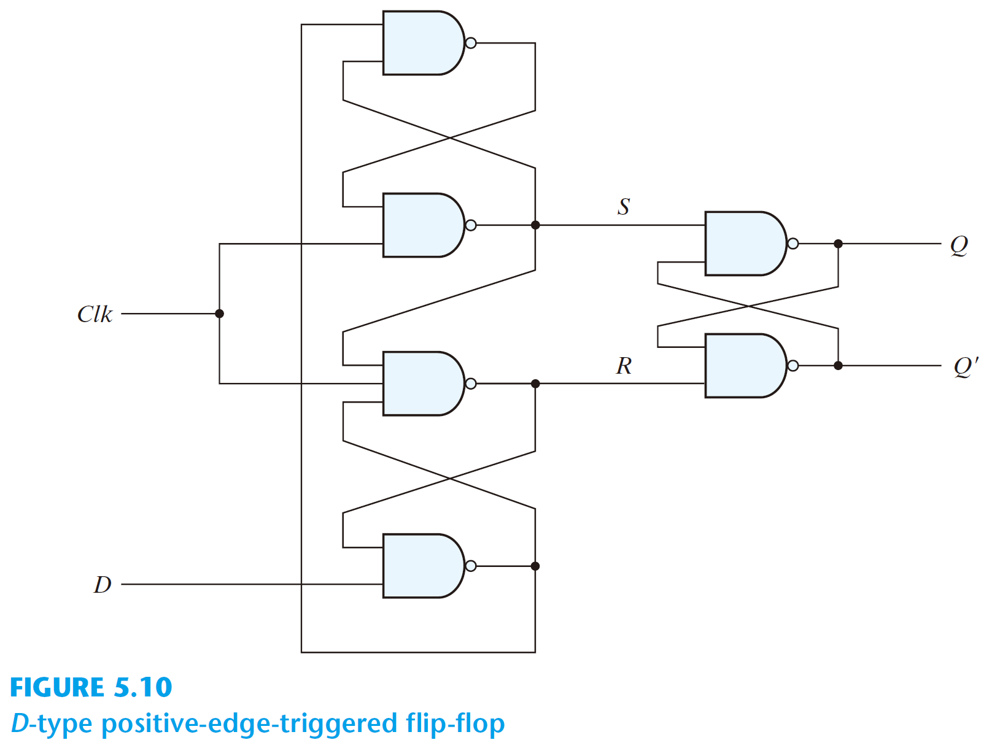 S
Q
Clk
R
Q′
D
FIGURE 5.10
D-type positive-edge-triggered flip-flop